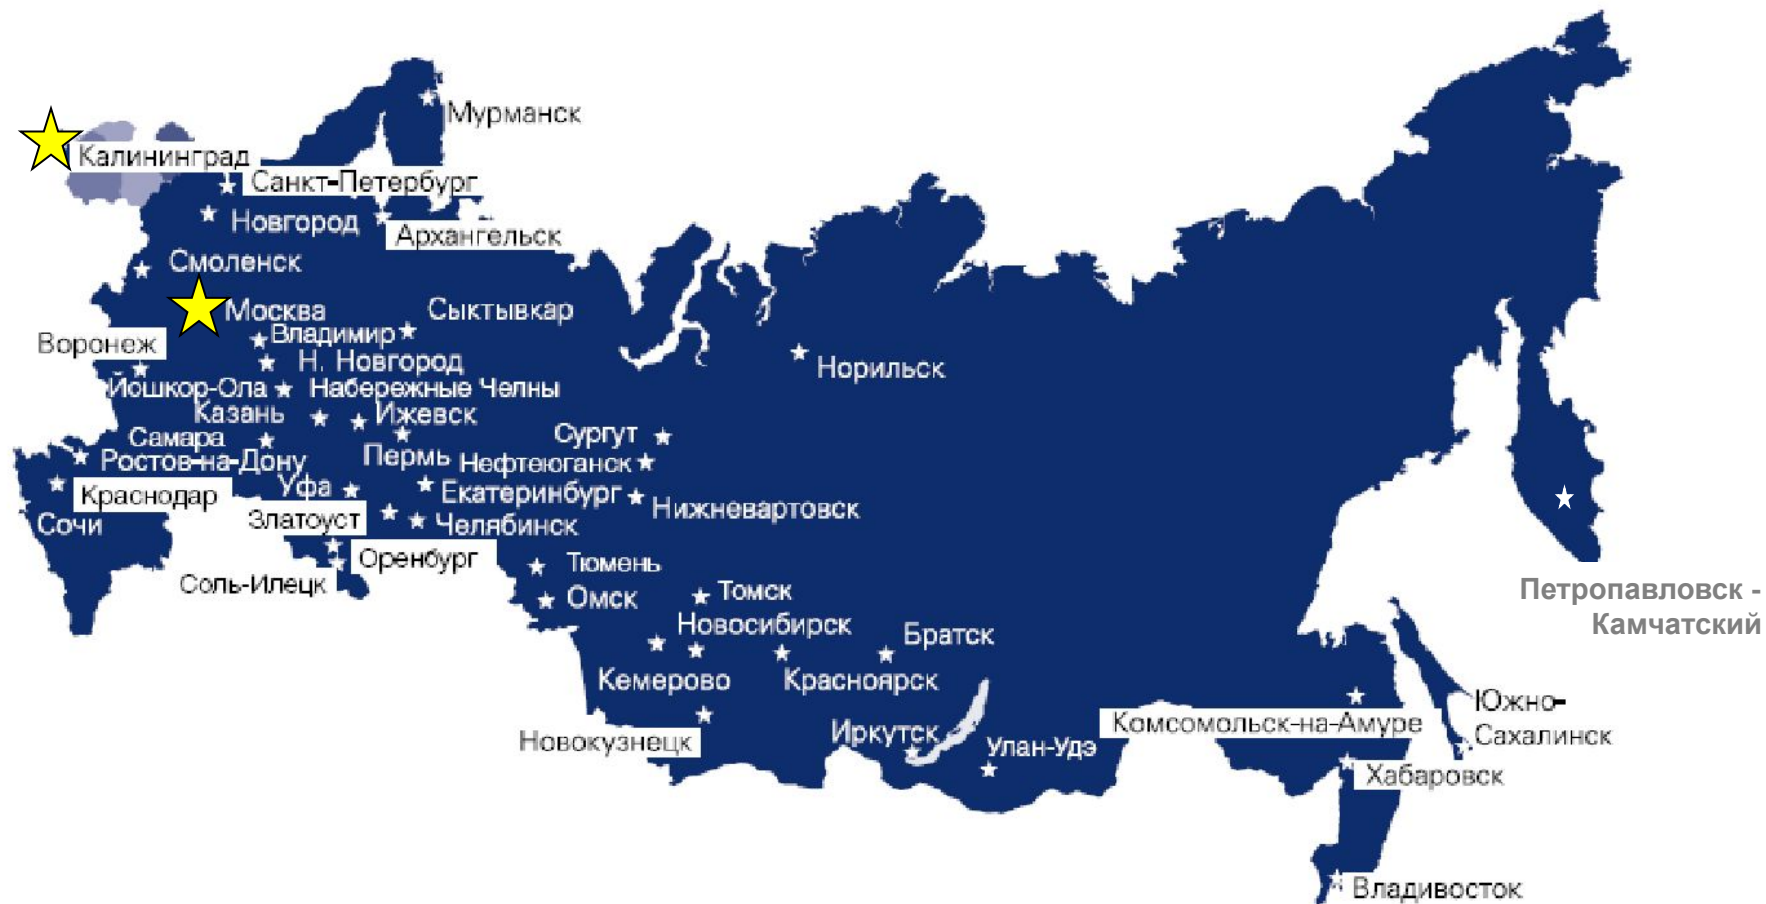 Мурманск
Калининград
Санкт-Петербург
Новгород
Архангельск
Смоленск
Москва
Сыктывкар
Владимир
Воронеж
Н. Новгород
Норильск
Йошкор-Ола
Набережные Челны
Казань
Ижевск
Самара
Сургут
Ростов-на-Дону
Пермь
Нефтеюганск
Уфа
Екатеринбург
Краснодар
Нижневартовск
Златоуст
Челябинск
Сочи
Оренбург
Соль-Илецк
Тюмень
Омск
Томск
Петропавловск -
Камчатский
Новосибирск
Братск
Кемерово
Красноярск
Южно-
Сахалинск
Комсомольск-на-Амуре
Иркутск
Новокузнецк
Улан-Удэ
Хабаровск
Владивосток